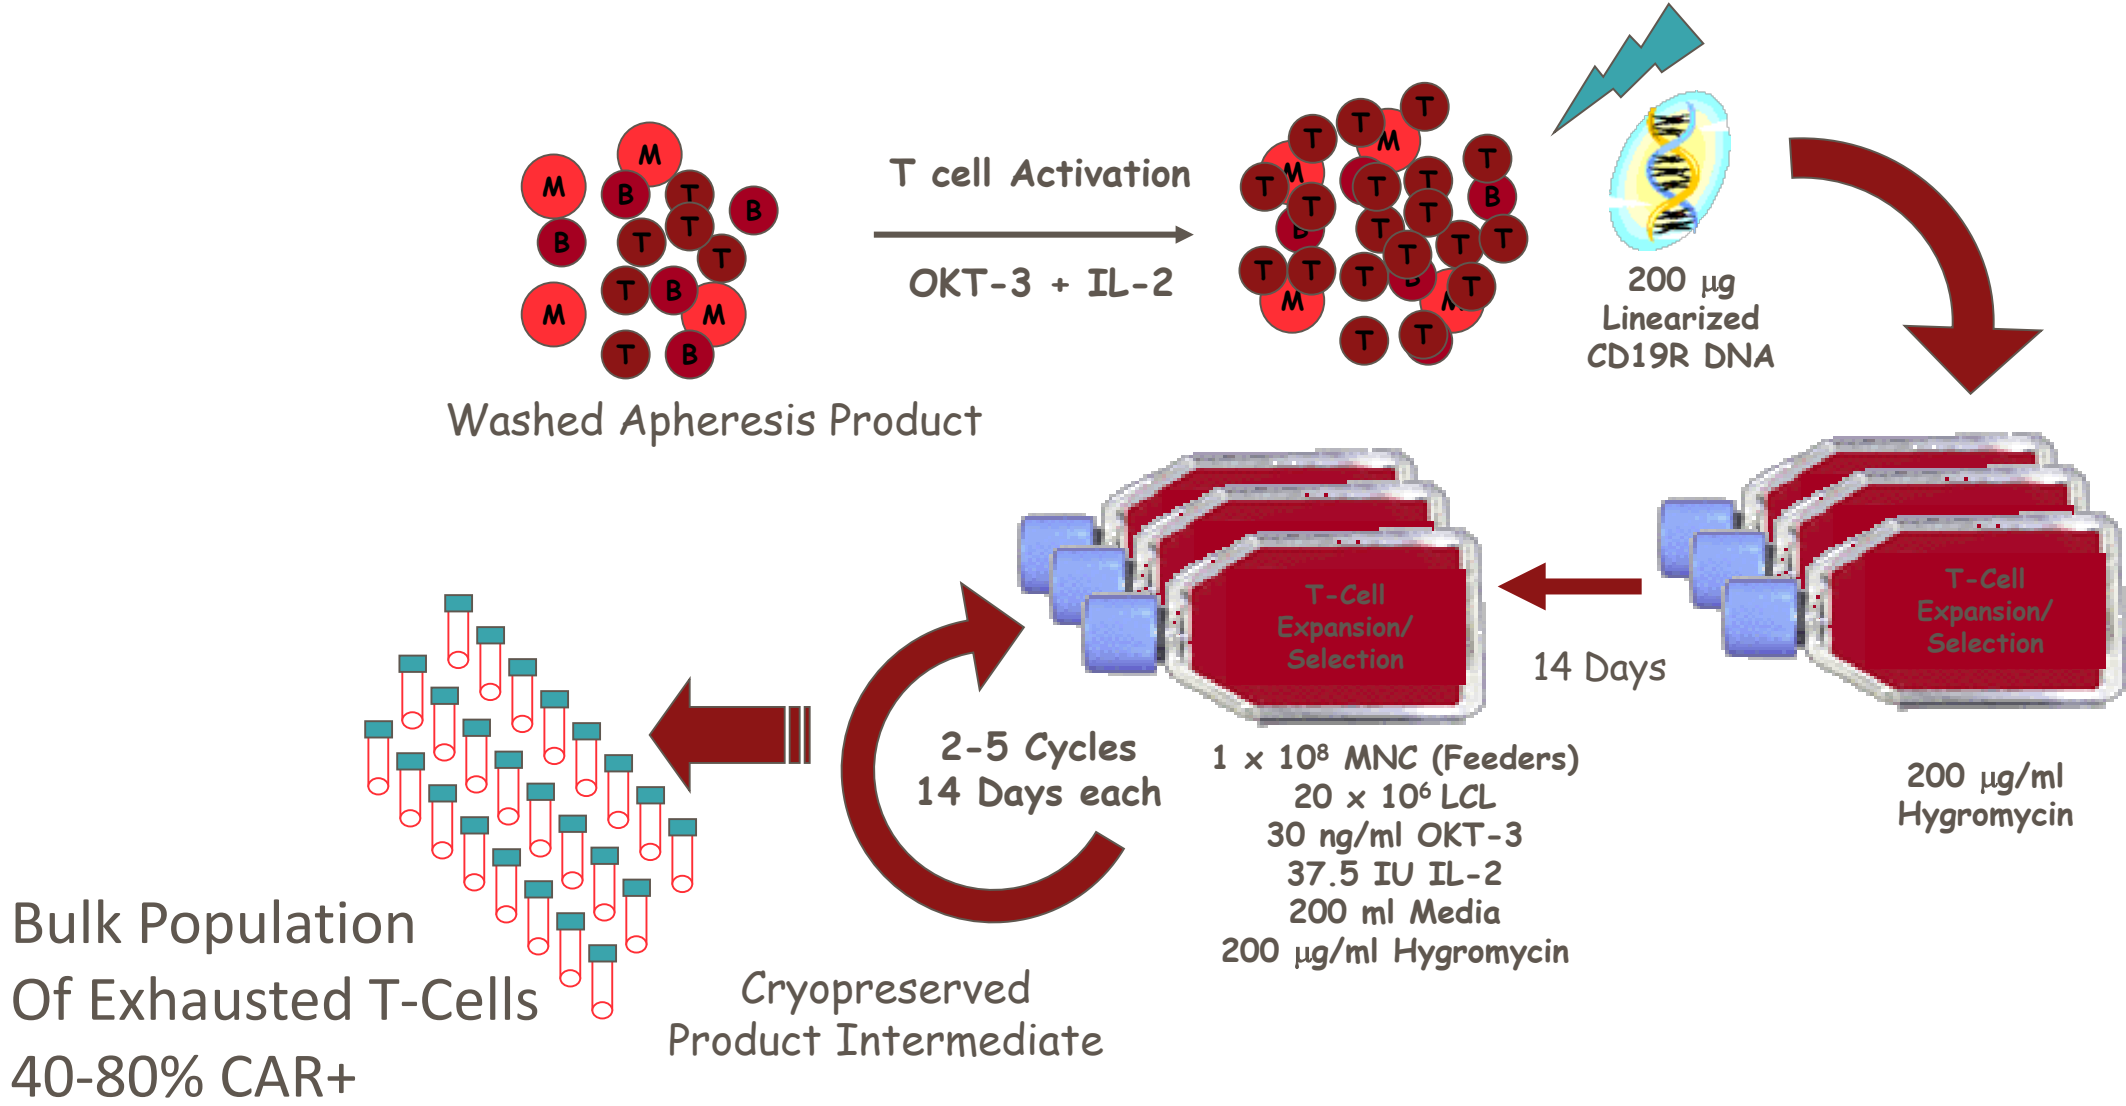 M
M
B
T
B
B
T
T
T
T
B
M
M
T
B
Washed Apheresis Product
T cell Activation
OKT-3 + IL-2
T
T
T
M
M
T
T
T
T
B
T
T
B
T
T
T
T
T
T
T
T
B
T
M
M
T
T
200 μg
Linearized
CD19R DNA
T-Cell
Expansion/
Selection
200 μg/ml
Hygromycin
14 Days
T-Cell
Expansion/
Selection
1 x 10⁸ MNC (Feeders)
20 x 10⁶ LCL
30 ng/ml OKT-3
37.5 IU IL-2
200 ml Media
200 μg/ml Hygromycin
2-5 Cycles
14 Days each
Cryopreserved
Product Intermediate
Bulk Population
Of Exhausted T-Cells
40-80% CAR+